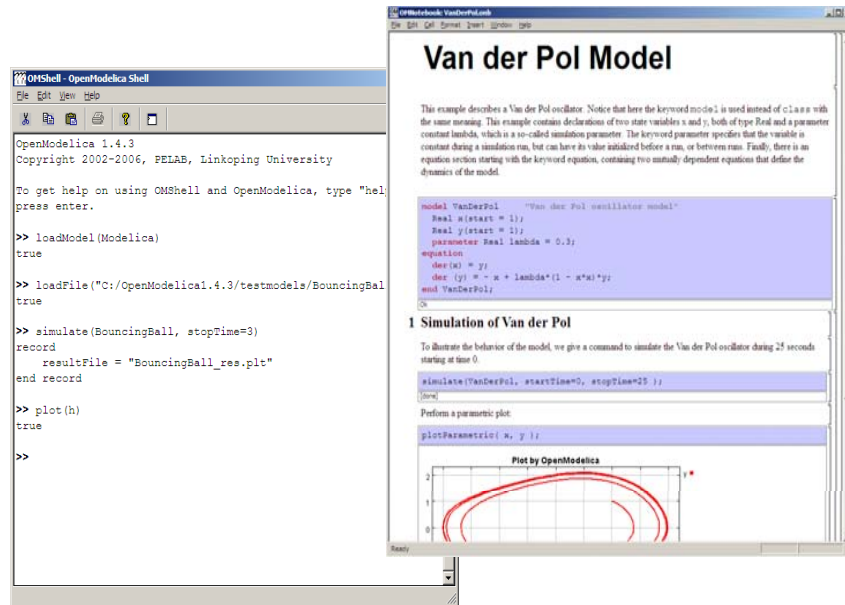 OMShell - OpenModelica Shell
File Edit View Help
OpenModelica 1.4.3
Copyright 2002-2006, PELAB, Linkoping University
To get help on using OMShell and OpenModelica, type "hel
press enter.
>> loadModel(Modelica)
true
>> loadFile("C:/OpenModelica1.4.3/testmodels/BouncingBal
true
>> simulate(BouncingBall, stopTime=3)
record
resultFile = "BouncingBall_res.plt"
end record
>> plot(h)
true
>>
OMNotebook: VanDerPol.onb
File Edit Cell Format Insert Window Help
Van der Pol Model
This example describes a Van der Pol oscillator. Notice that here the keyword model is used instead of class with
the same meaning. This example contains declarations of two state variables x and y, both of type Real and a parameter
constant lambda, which is a so-called simulation parameter. The keyword parameter specifies that the variable is
constant during a simulation run, but can have its value initialized before a run, or between runs. Finally, there is an
equation section starting with the keyword equation, containing two mutually dependent equations that define the
dynamics of the model.
model VanDerPol "Van der Pol oscillator model"
Real x(start = 1);
Real y(start = 1);
parameter Real lambda = 0.3;
equation
der(x) = y;
der (y) = - x + lambda*(1 - x*x)*y;
end VanDerPol;
Ok
1 Simulation of Van der Pol
To illustrate the behavior of the model, we give a command to simulate the Van der Pol oscillator during 25 seconds
starting at time 0.
simulate(VanDerPol, startTime=0, stopTime=25 );
[done]
Perform a parametric plot:
plotParametric( x, y );
Plot by OpenModelica
2
y
1
0
Ready